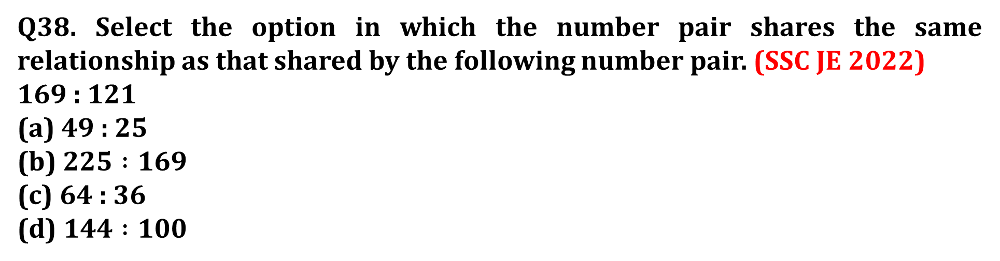 Q38. Select the option in which the number pair shares the same
relationship as that shared by the following number pair. (SSC JE 2022)
169 : 121
(a) 49 : 25
(b) 225 : 169
(c) 64 : 36
(d) 144 : 100